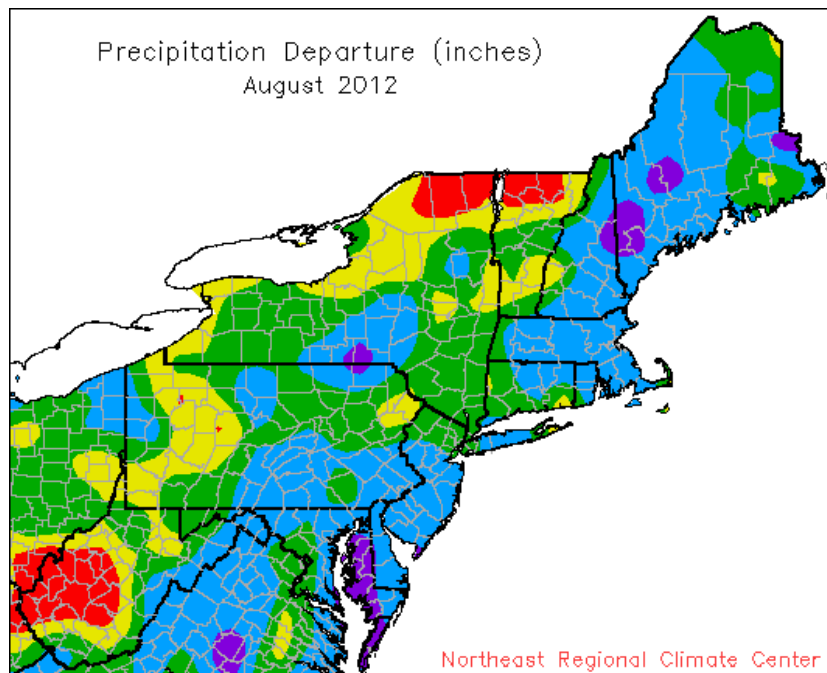 Precipitation Departure (inches)
August 2012
Northeast Regional Climate Center